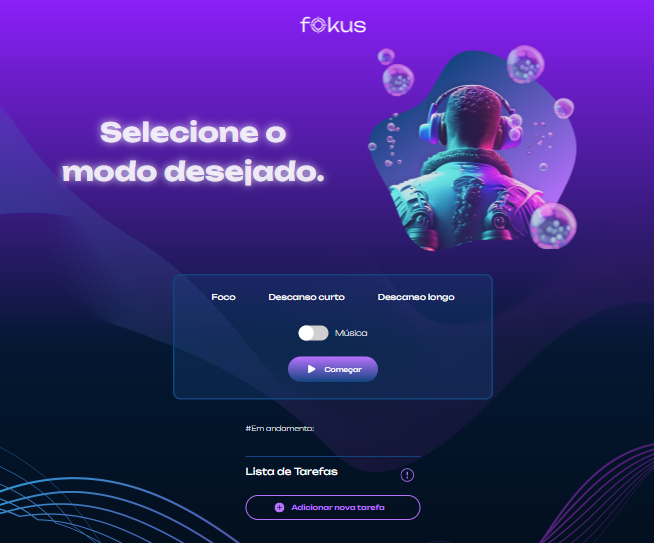 fokus
Selecione o
modo desejado.
Foco Descanso curto Descanso longo
Música
Começar
#Em andamento:
Lista de Tarefas
Adicionar nova tarefa